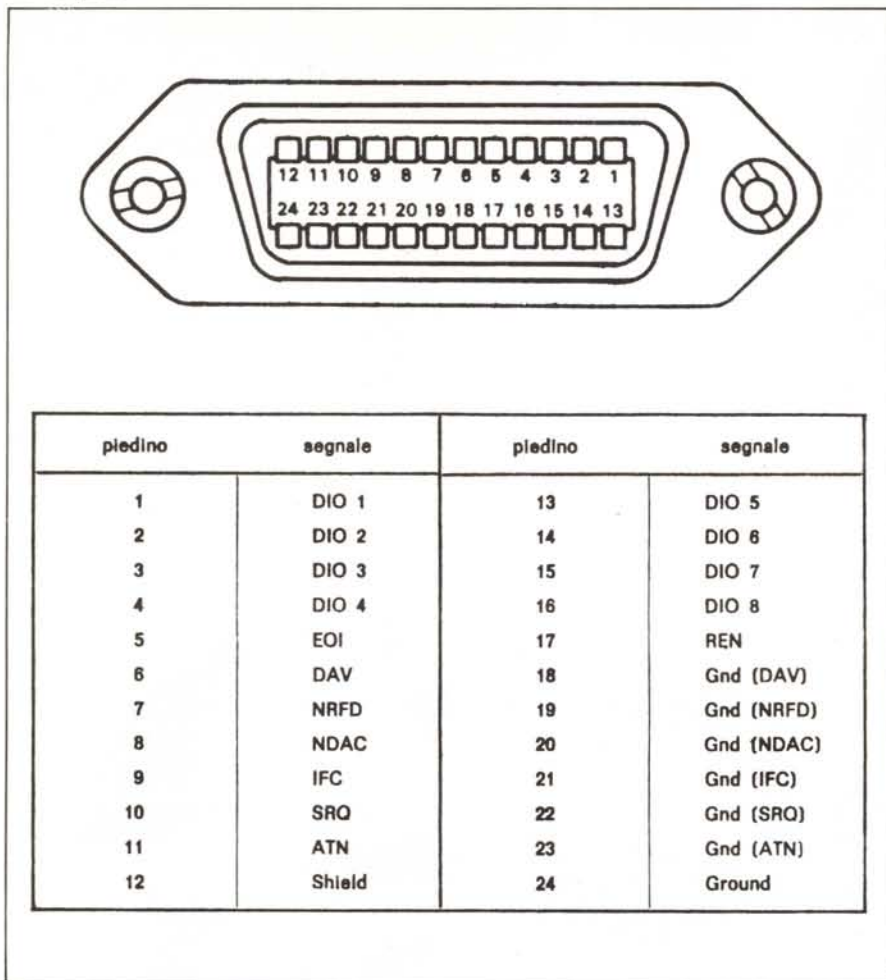 12 11 10 9 8 7 6 5 4 3 2 1
24 23 22 21 20 19 18 17 16 15 14 13
piedino segnale piedino segnale
1 DIO 1 13 DIO 5
2 DIO 2 14 DIO 6
3 DIO 3 15 DIO 7
4 DIO 4 16 DIO 8
5 EOI 17 REN
6 DAV 18 Gnd (DAV)
7 NRFD 19 Gnd (NRFD)
8 NDAC 20 Gnd (NDAC)
9 IFC 21 Gnd (IFC)
10 SRQ 22 Gnd (SRQ)
11 ATN 23 Gnd (ATN)
12 Shield 24 Ground